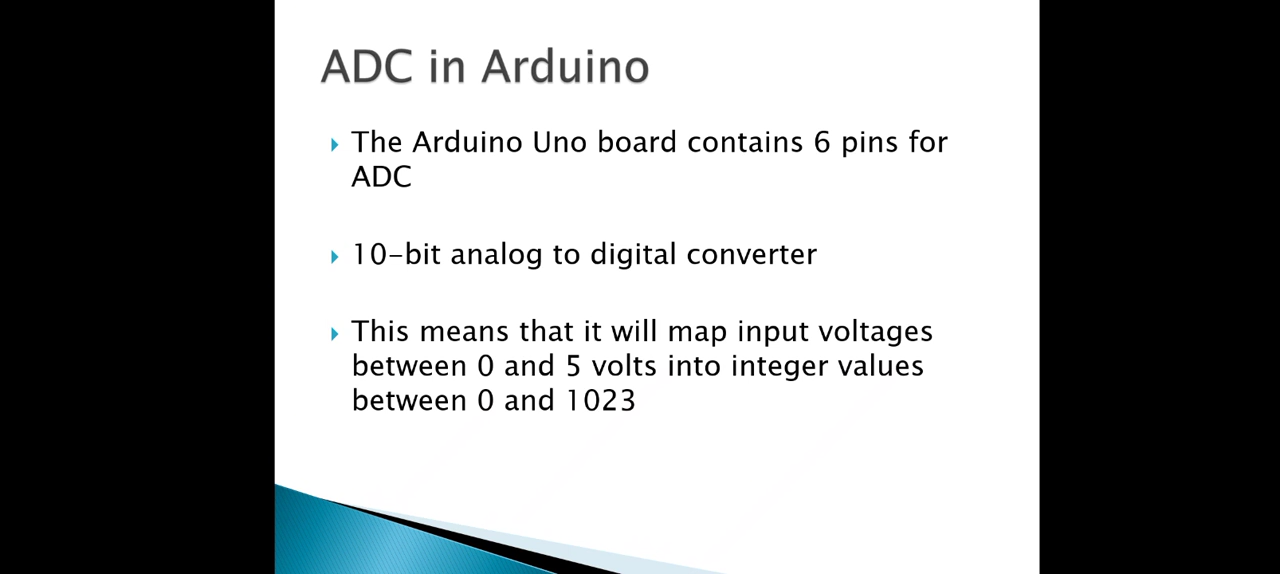 ADC in Arduino
The Arduino Uno board contains 6 pins for
ADC
10-bit analog to digital converter
This means that it will map input voltages
between 0 and 5 volts into integer values
between 0 and 1023